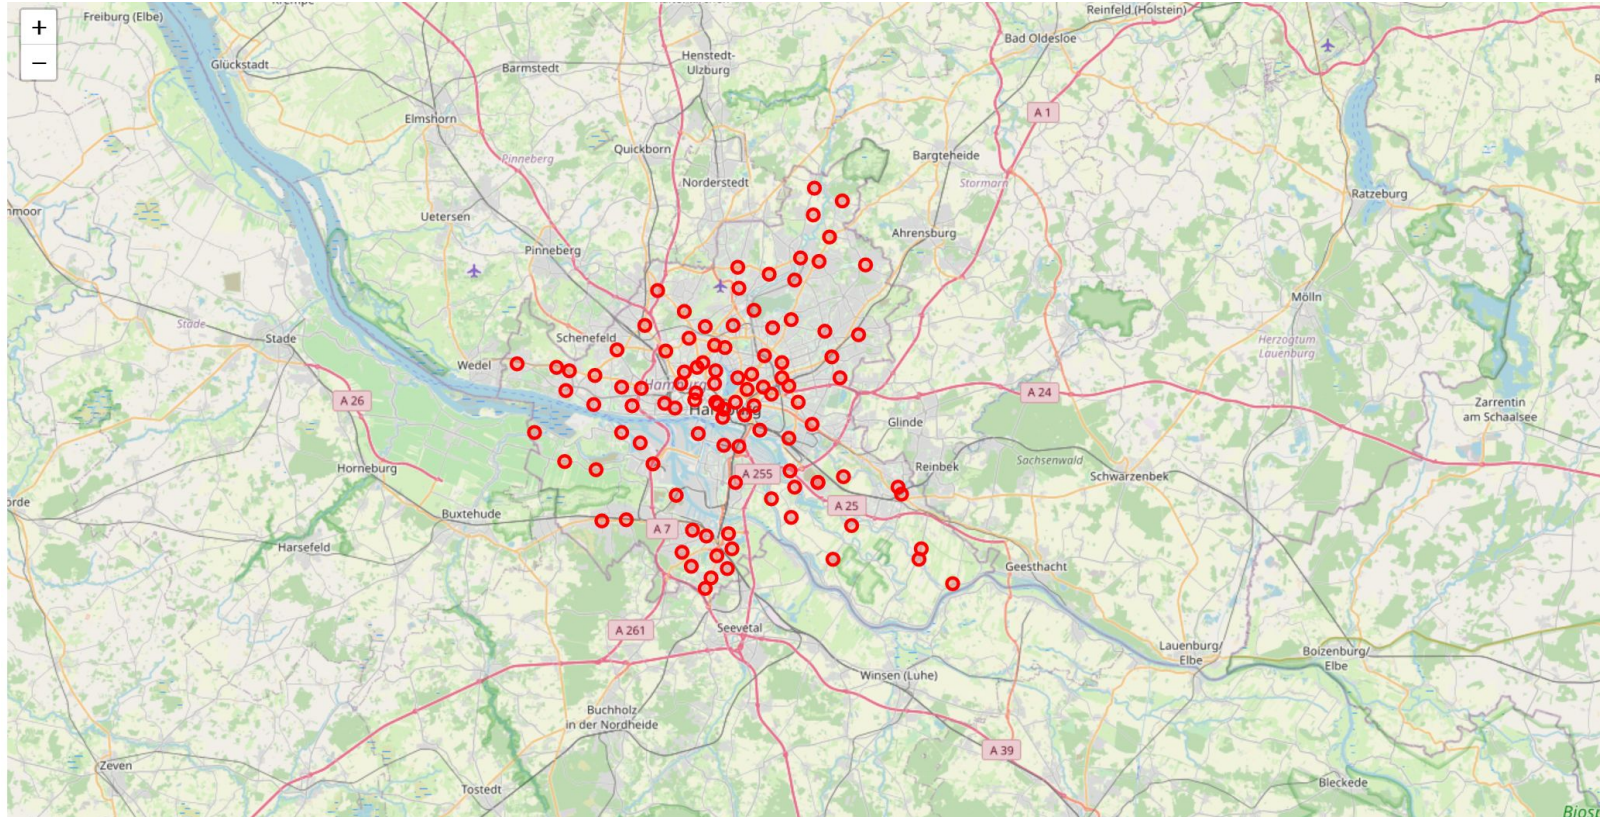 Freiburg (Elbe)
Reinfeld (Holstein)
+
−
Glückstadt
Barmstedt
Henstedt-
Ulzburg
Bad Oldesloe
A 1
Elmshorn
Quickborn
Pinneberg
Bargteheide
Norderstedt
Stormarn
Ratzeburg
nmoor
Uetersen
Ahrensburg
Pinneberg
Mölln
Stade
Stade
Schenefeld
Herzogtum
Lauenburg
Wedel
Hamburg
A 26
A 24
Zarrentin
am Schaalsee
Glinde
Horneburg
A 255
Reinbek
Sachsenwald
Schwarzenbek
örde
Buxtehude
A 25
A 7
Harsefeld
Geesthacht
A 261
Seevetal
Lauenburg/
Elbe
Boizenburg/
Elbe
Winsen (Luhe)
Buchholz
in der Nordheide
A 39
Zeven
Tostedt
Bleckede
Bios